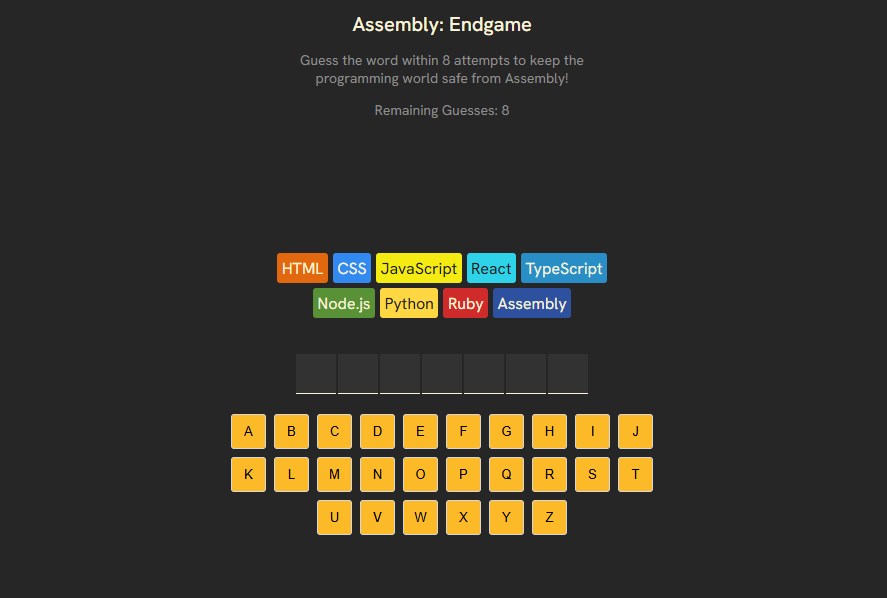 Assembly: Endgame
Guess the word within 8 attempts to keep the
programming world safe from Assembly!
Remaining Guesses: 8
HTML CSS JavaScript React TypeScript
Node.js Python Ruby Assembly
A B C D E F G H I J
K L M N O P Q R S T
U V W X Y Z